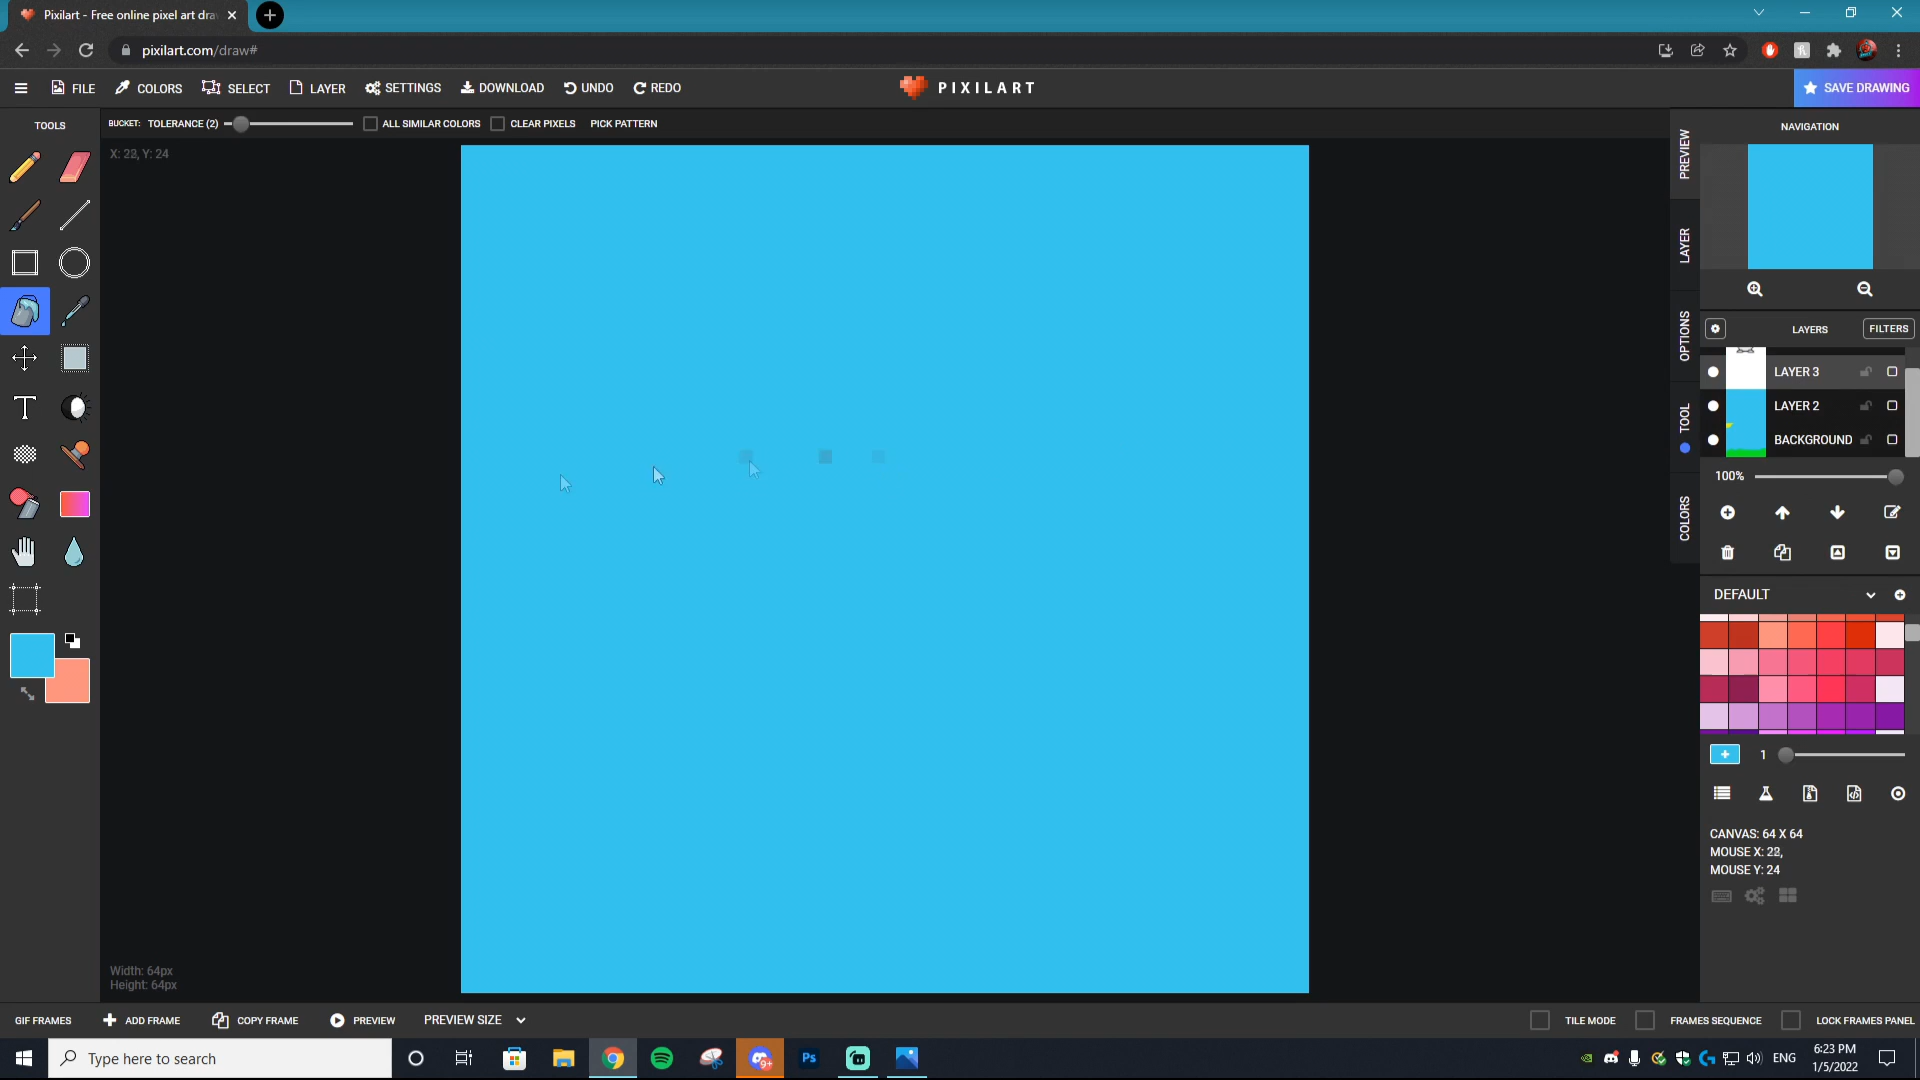 Pixilart - Free online pixel art dra
pixilart.com/draw#
FILE COLORS SELECT LAYER SETTINGS DOWNLOAD UNDO REDO
PIXILART
SAVE DRAWING
TOOLS
BUCKET: TOLERANCE (2) ALL SIMILAR COLORS CLEAR PIXELS PICK PATTERN
X: 22, Y: 24
PREVIEW
LAYER
OPTIONS
TOOL
COLORS
NAVIGATION
LAYERS FILTERS
LAYER 3
LAYER 2
BACKGROUND
100%
DEFAULT
1
CANVAS: 64 X 64
MOUSE X: 22,
MOUSE Y: 24
T
Width: 64px
Height: 64px
GIF FRAMES ADD FRAME COPY FRAME PREVIEW PREVIEW SIZE
TILE MODE FRAMES SEQUENCE LOCK FRAMES PANEL
Type here to search
9+
Ps
ENG
6:23 PM
1/5/2022